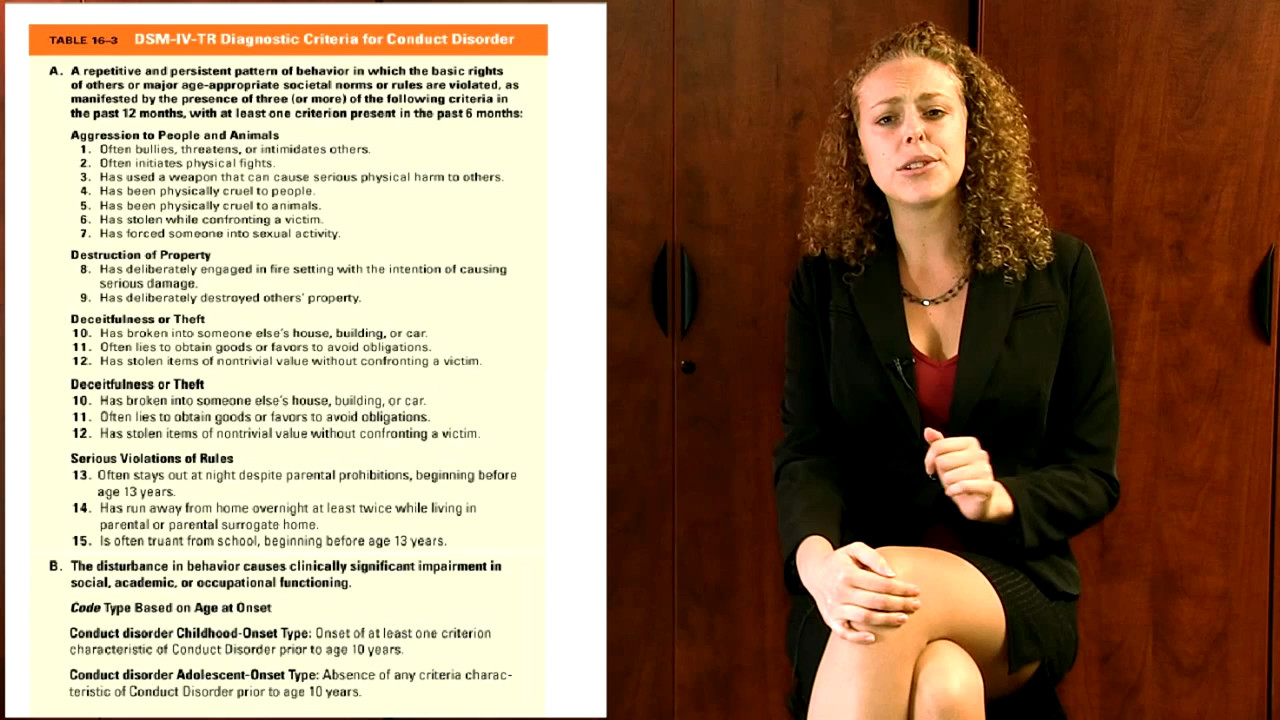 TABLE 16–3 DSM-IV-TR Diagnostic Criteria for Conduct Disorder
A. A repetitive and persistent pattern of behavior in which the basic rights
of others or major age-appropriate societal norms or rules are violated, as
manifested by the presence of three (or more) of the following criteria in
the past 12 months, with at least one criterion present in the past 6 months:
Aggression to People and Animals
1. Often bullies, threatens, or intimidates others.
2. Often initiates physical fights.
3. Has used a weapon that can cause serious physical harm to others.
4. Has been physically cruel to people.
5. Has been physically cruel to animals.
6. Has stolen while confronting a victim.
7. Has forced someone into sexual activity.
Destruction of Property
8. Has deliberately engaged in fire setting with the intention of causing
serious damage.
9. Has deliberately destroyed others' property.
Deceitfulness or Theft
10. Has broken into someone else's house, building, or car.
11. Often lies to obtain goods or favors to avoid obligations.
12. Has stolen items of nontrivial value without confronting a victim.
Deceitfulness or Theft
10. Has broken into someone else's house, building, or car.
11. Often lies to obtain goods or favors to avoid obligations.
12. Has stolen items of nontrivial value without confronting a victim.
Serious Violations of Rules
13. Often stays out at night despite parental prohibitions, beginning before
age 13 years.
14. Has run away from home overnight at least twice while living in
parental or parental surrogate home.
15. Is often truant from school, beginning before age 13 years.
B. The disturbance in behavior causes clinically significant impairment in
social, academic, or occupational functioning.
Code Type Based on Age at Onset
Conduct disorder Childhood-Onset Type: Onset of at least one criterion
characteristic of Conduct Disorder prior to age 10 years.
Conduct disorder Adolescent-Onset Type: Absence of any criteria charac-
teristic of Conduct Disorder prior to age 10 years.